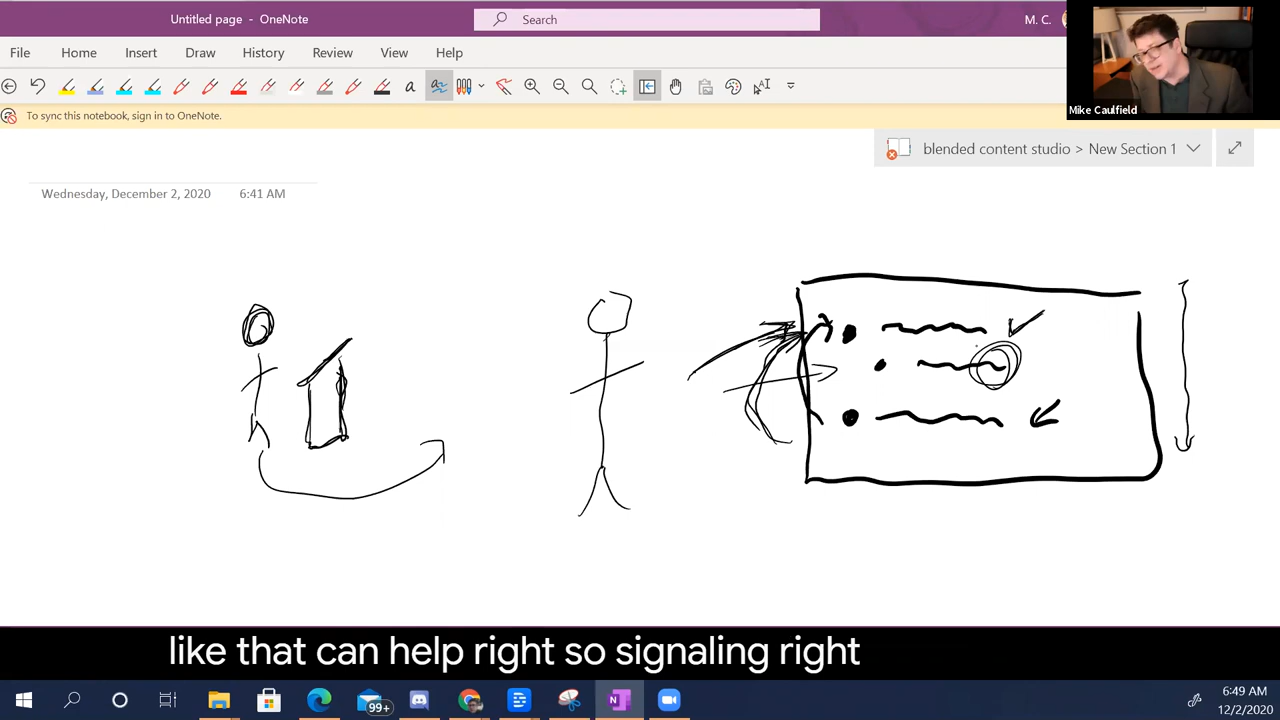 Untitled page - OneNote
Search
M. C.
File Home Insert Draw History Review View Help
To sync this notebook, sign in to OneNote.
Mike Caulfield
blended content studio > New Section 1
Wednesday, December 2, 2020 6:41 AM
like that can help right so signaling right
99+
N
6:49 AM
12/2/2020